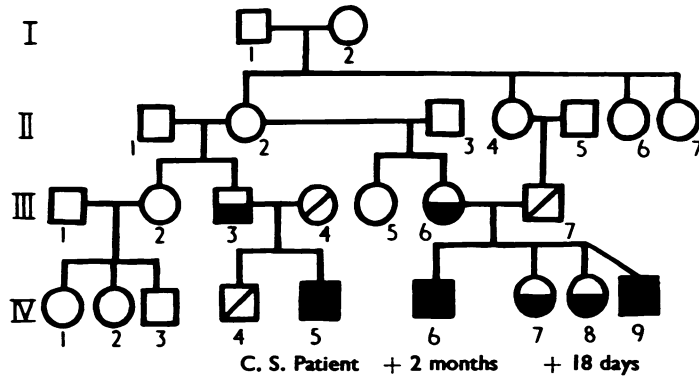 I
1 2
II
1 2 3 4 5 6 7
III
1 2 3 4 5 6 7
IV
1 2 3 4 5 6 7 8 9
C. S. Patient + 2 months + 18 days